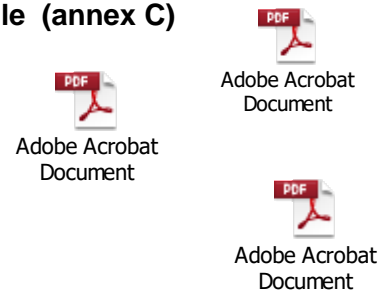 le (annex C)
PDF
Adobe Acrobat
Document
PDF
Adobe Acrobat
Document
PDF
Adobe Acrobat
Document